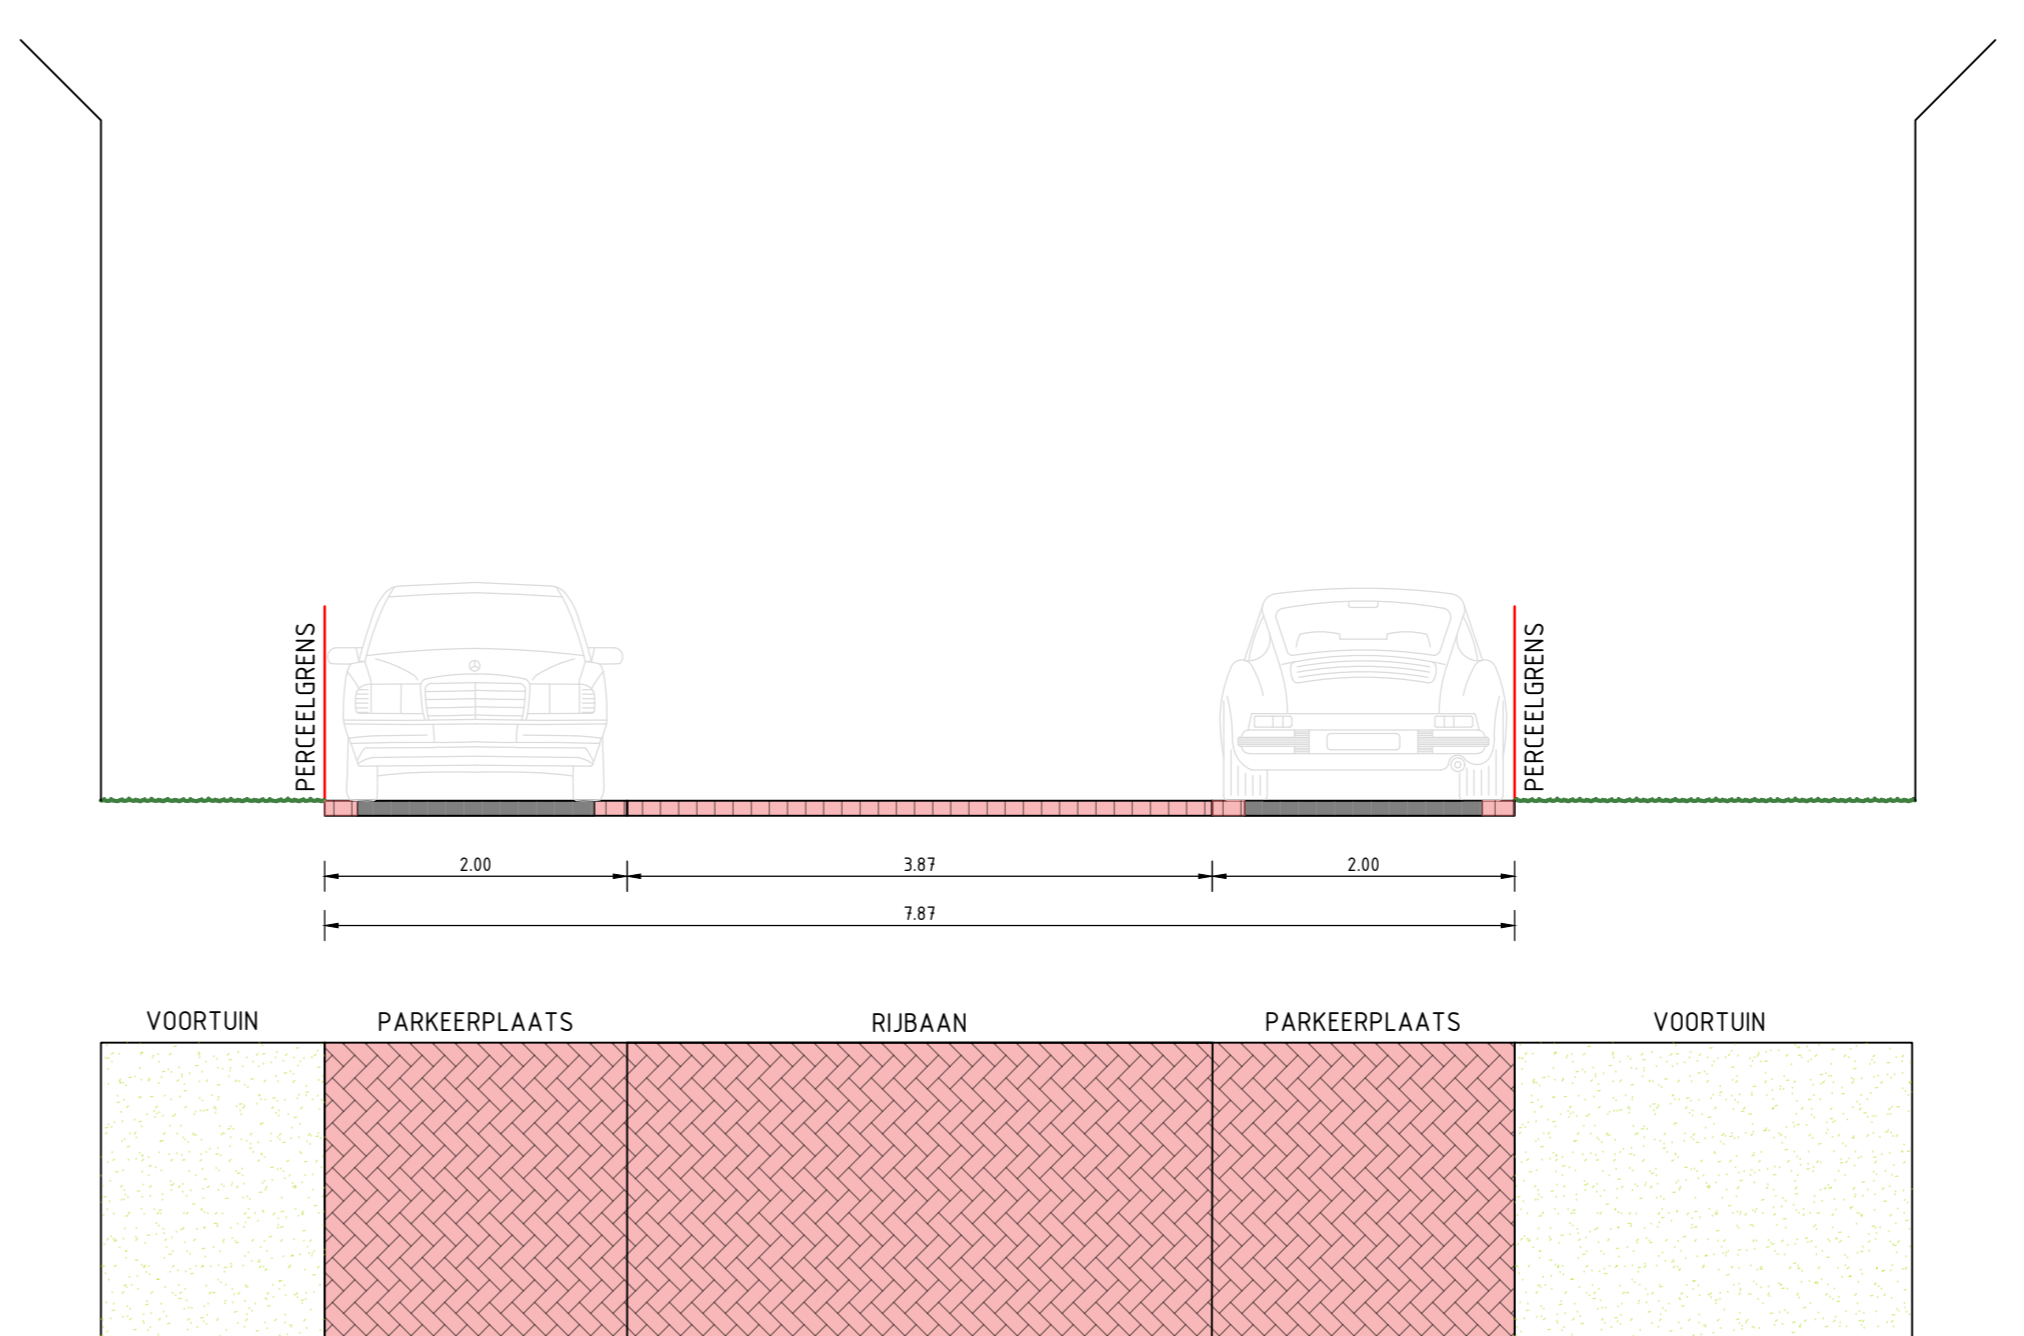 PERCEELGRENS
PERCEELGRENS
2.00
3.87
2.00
7.87
VOORTUIN
PARKEERPLAATS
RIJBAAN
PARKEERPLAATS
VOORTUIN